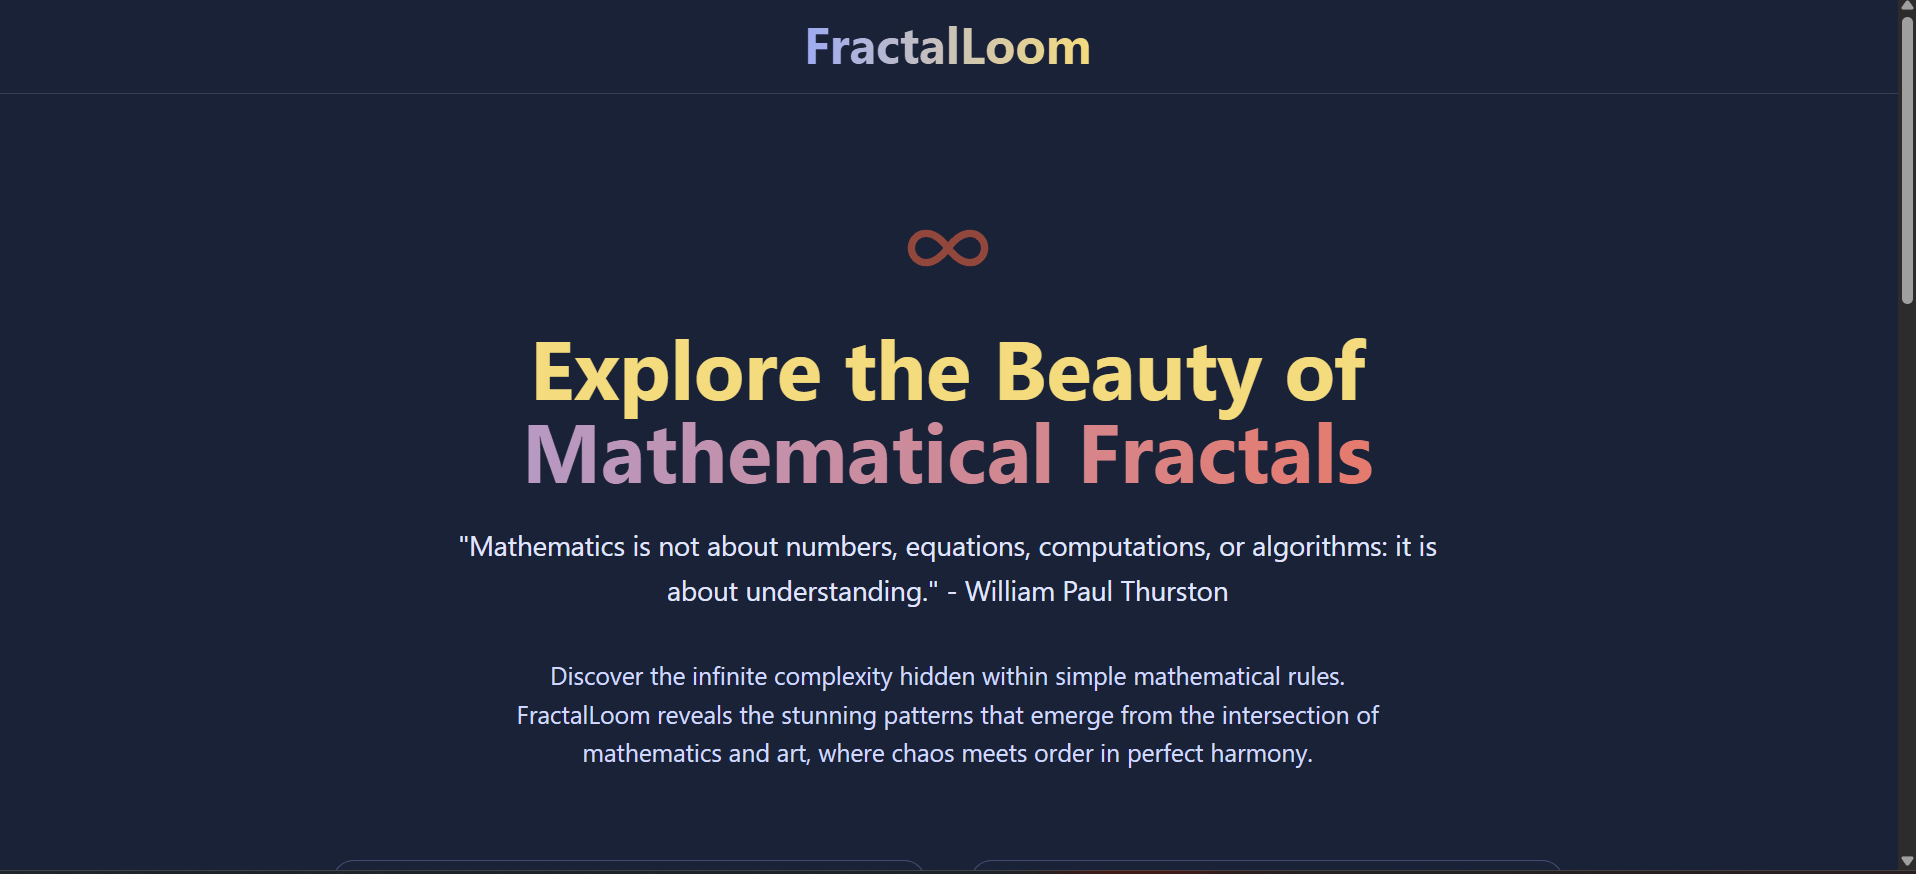 FractalLoom
Explore the Beauty of
Mathematical Fractals
"Mathematics is not about numbers, equations, computations, or algorithms: it is
about understanding." - William Paul Thurston
Discover the infinite complexity hidden within simple mathematical rules.
FractalLoom reveals the stunning patterns that emerge from the intersection of
mathematics and art, where chaos meets order in perfect harmony.